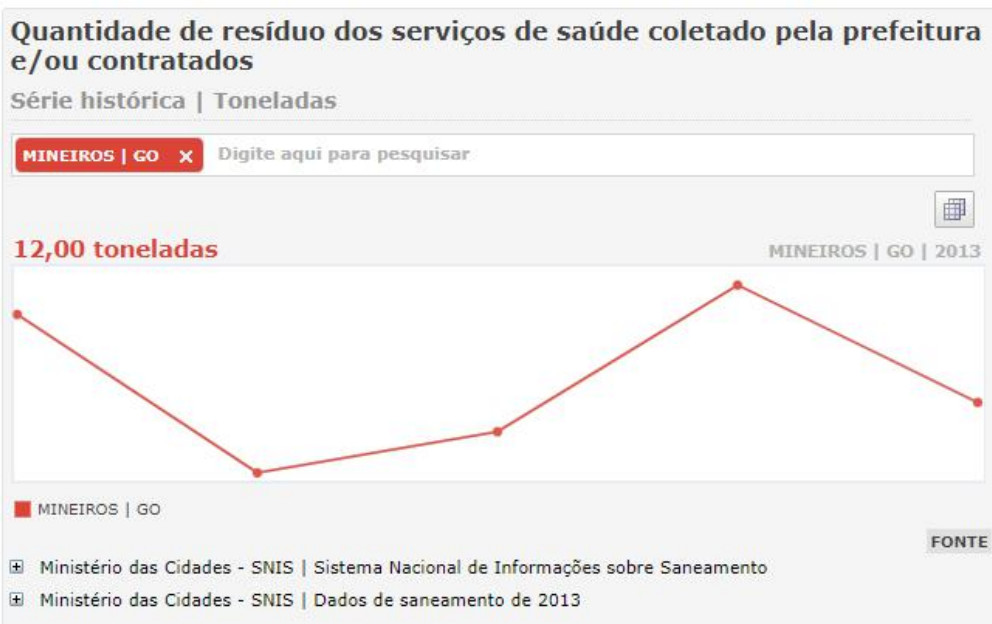 Quantidade de resíduo dos serviços de saúde coletado pela prefeitura
e/ou contratados
Série histórica | Toneladas
MINEIROS | GO X Digite aqui para pesquisar
12,00 toneladas MINEIROS | GO | 2013
MINEIROS | GO
FONTE
Ministério das Cidades - SNIS | Sistema Nacional de Informações sobre Saneamento
Ministério das Cidades - SNIS | Dados de saneamento de 2013